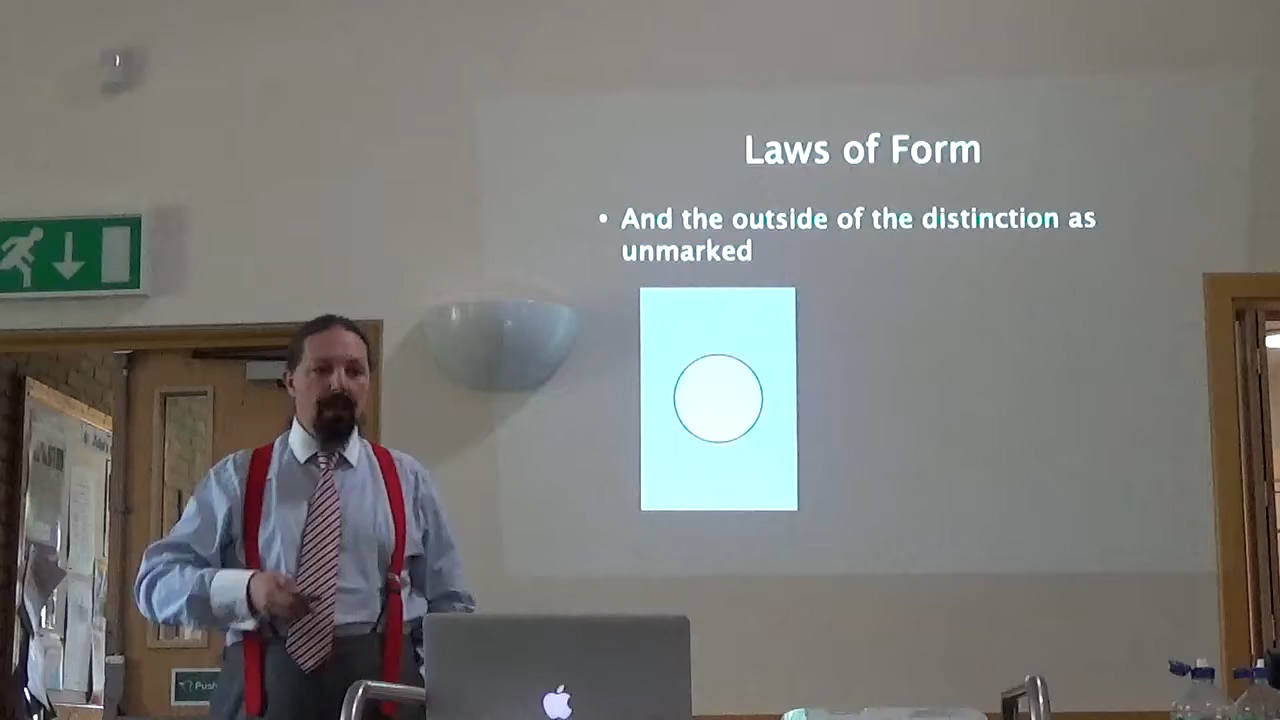 Laws of Form
• And the outside of the distinction as
unmarked
Push